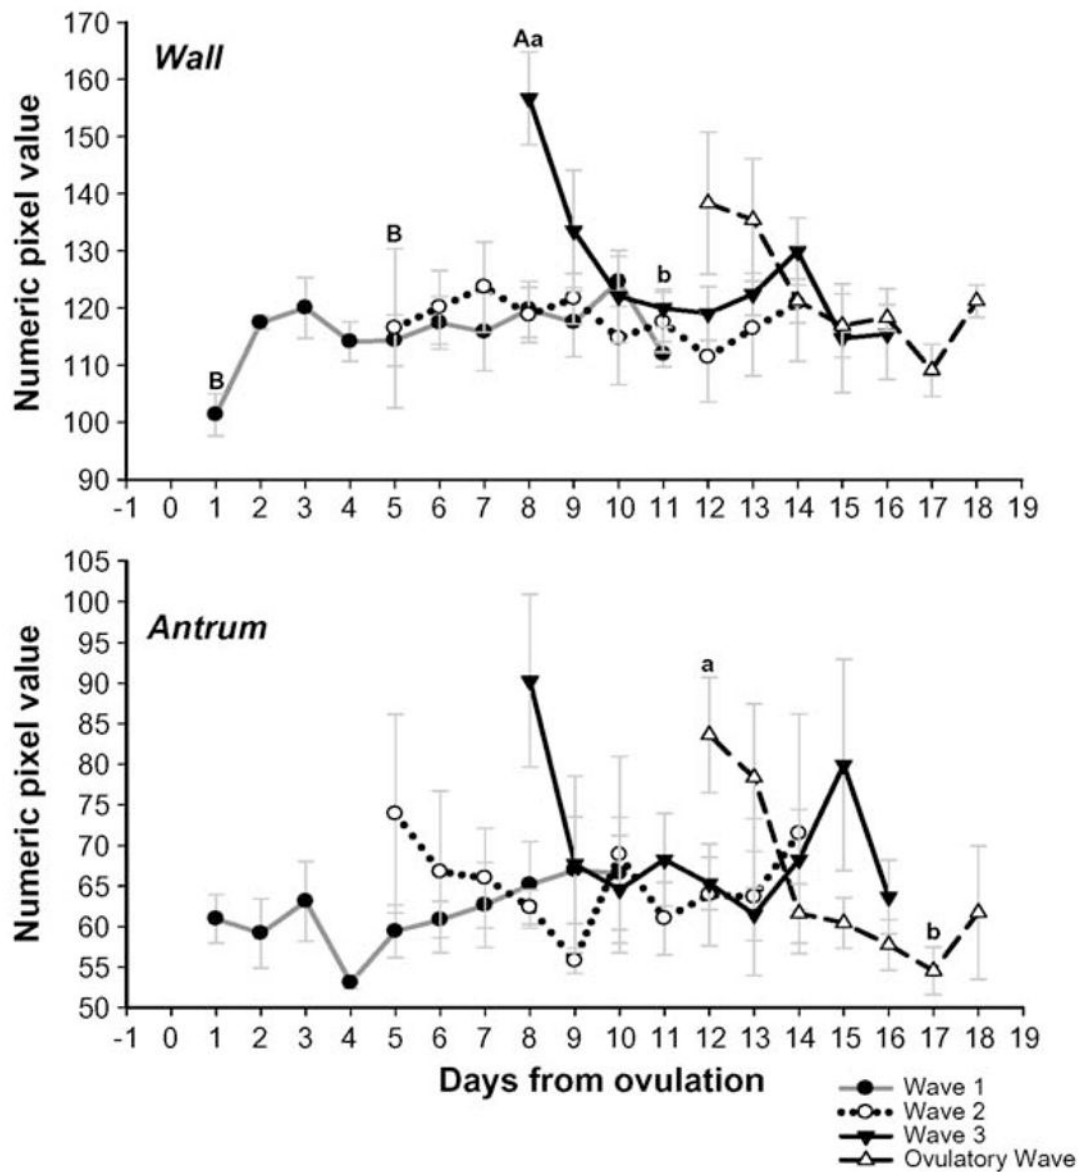 170
Wall
Aa
160
150
140
130
B
b
120
110
B
100
90
Numeric pixel value
-1 0 1 2 3 4 5 6 7 8 9 10 11 12 13 14 15 16 17 18 19
105
100
Antrum
95
90
a
85
80
75
70
65
60
b
55
50
Numeric pixel value
-1 0 1 2 3 4 5 6 7 8 9 10 11 12 13 14 15 16 17 18 19
Days from ovulation
Wave 1
Wave 2
Wave 3
Ovulatory Wave